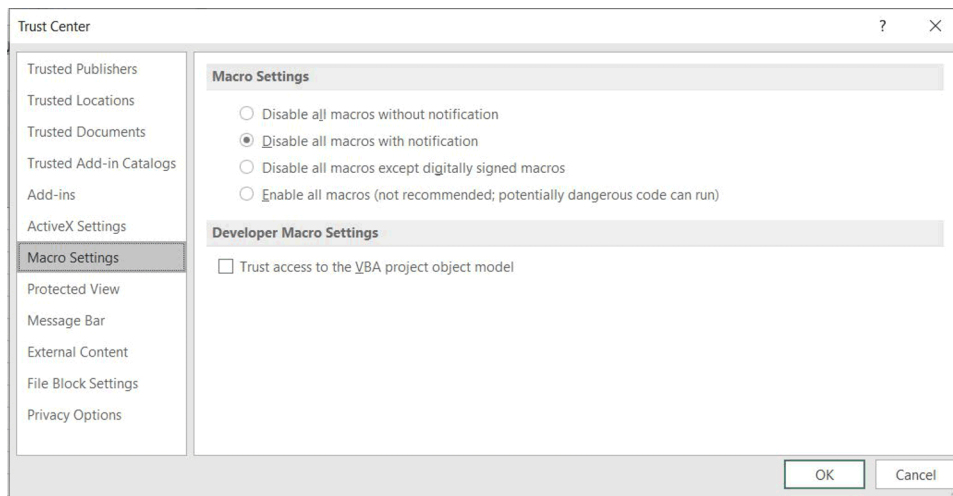 Trust Center
?
Trusted Publishers
Trusted Locations
Trusted Documents
Trusted Add-in Catalogs
Add-ins
ActiveX Settings
Macro Settings
Protected View
Message Bar
External Content
File Block Settings
Privacy Options
Macro Settings
Disable all macros without notification
Disable all macros with notification
Disable all macros except digitally signed macros
Enable all macros (not recommended; potentially dangerous code can run)
Developer Macro Settings
Trust access to the VBA project object model
OK
Cancel